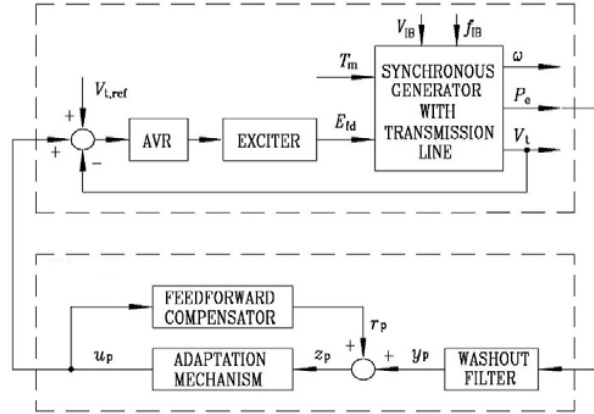 V_IB f_IB
T_m
ω
V_t,ref
SYNCHRONOUS
GENERATOR
WITH
TRANSMISSION
LINE
P_e
+
+
−
AVR
EXCITER
E_fd
V_t
FEEDFORWARD
COMPENSATOR
r_p
u_p
ADAPTATION
MECHANISM
z_p
+
+
y_p
WASHOUT
FILTER